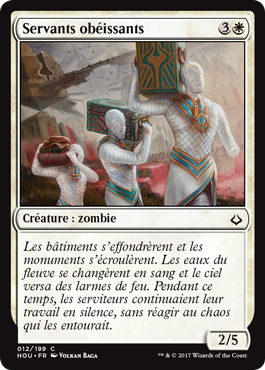 Servants obéissants 3
Créature : zombie
Les bâtiments s'effondrèrent et les
monuments s'écroulèrent. Les eaux du
fleuve se changèrent en sang et le ciel
versa des larmes de feu. Pendant ce
temps, les serviteurs continuaient leur
travail en silence, sans réagir au chaos
qui les entourait.
2/5
012/199 C
HOU • FR VOLKAN BAGA
™ & © 2017 Wizards of the Coast